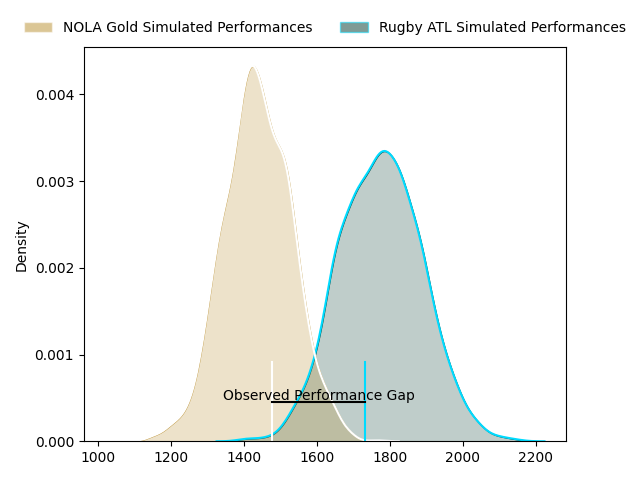 NOLA Gold Simulated Performances
Rugby ATL Simulated Performances
0.004
0.003
0.002
0.001
0.000
Density
Observed Performance Gap
1000 1200 1400 1600 1800 2000 2200